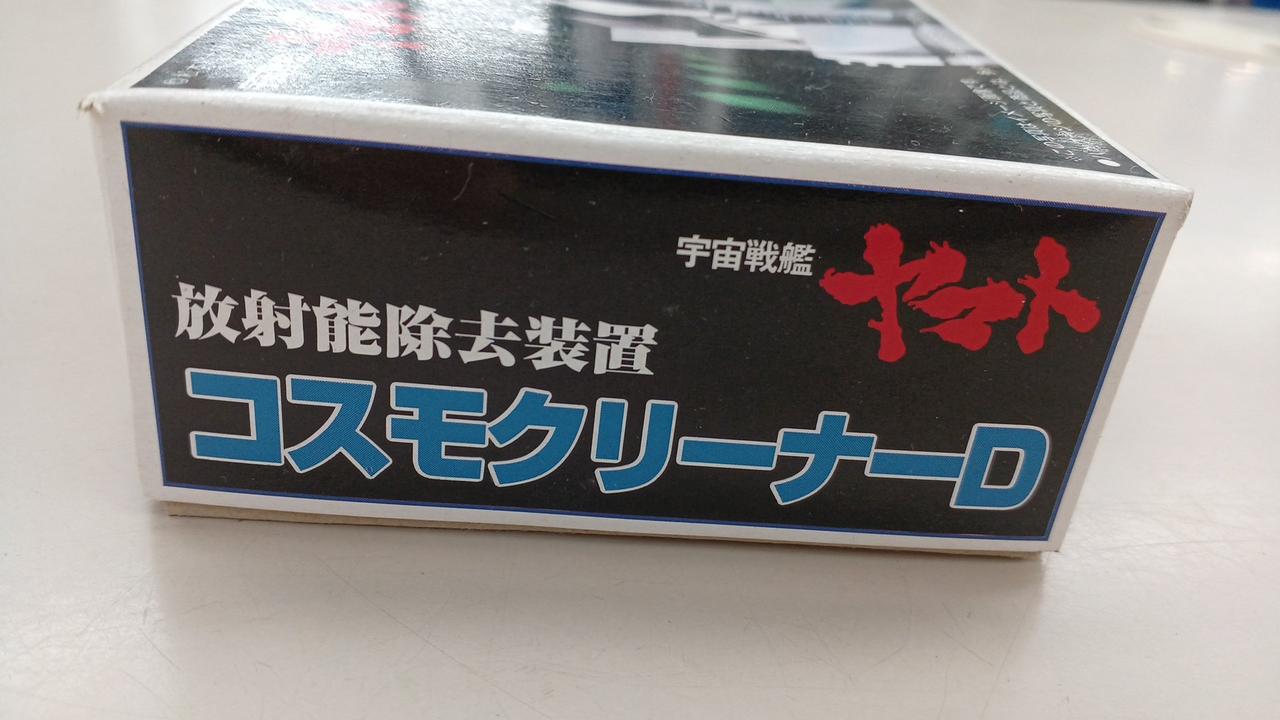 宇宙戦艦
ヤマト
放射能除去装置
コスモクリーナーD